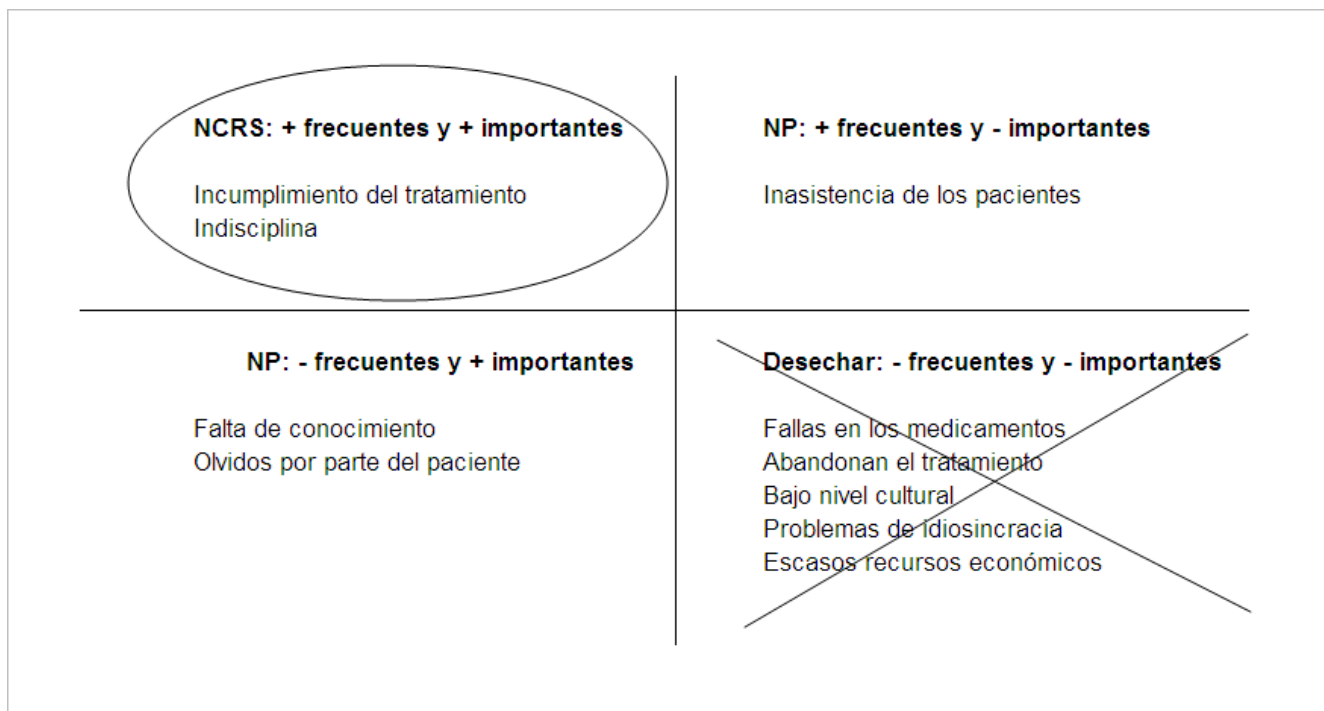 NCRS: + frecuentes y + importantes
Incumplimiento del tratamiento
Indisciplina
NP: + frecuentes y - importantes
Inasistencia de los pacientes
NP: - frecuentes y + importantes
Falta de conocimiento
Olvidos por parte del paciente
Desechar: - frecuentes y - importantes
Fallas en los medicamentos
Abandonan el tratamiento
Bajo nivel cultural
Problemas de idiosincracia
Escasos recursos económicos